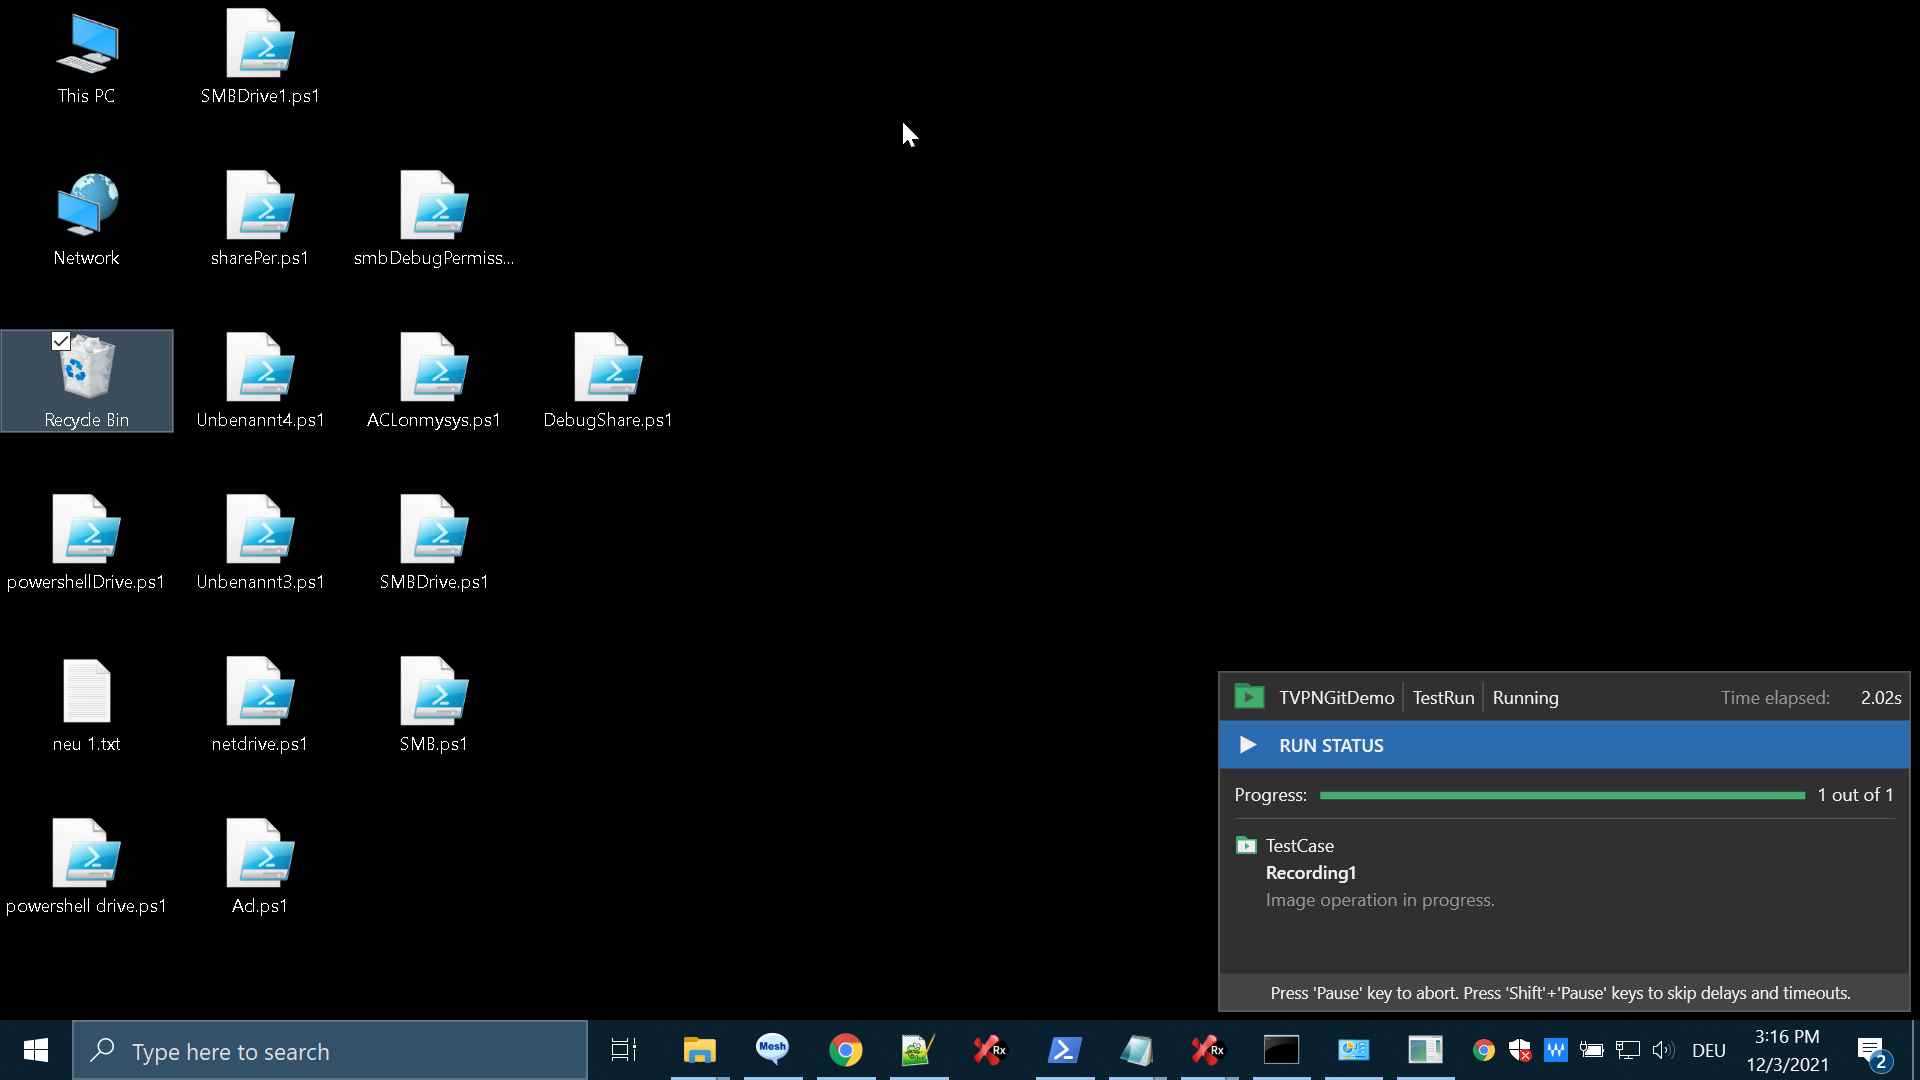 This PC
SMBDrive1.ps1
Network
sharePer.ps1
smbDebugPermiss...
Recycle Bin
Unbenannt4.ps1
ACLonmysys.ps1
DebugShare.ps1
powershellDrive.ps1
Unbenannt3.ps1
SMBDrive.ps1
neu 1.txt
netdrive.ps1
SMB.ps1
powershell drive.ps1
Acl.ps1
TVPNGitDemo TestRun Running Time elapsed: 2.02s
RUN STATUS
Progress: 1 out of 1
TestCase
Recording1
Image operation in progress.
Press 'Pause' key to abort. Press 'Shift'+'Pause' keys to skip delays and timeouts.
Type here to search
Mesh
Rx
Rx
W
DEU
3:16 PM
12/3/2021
2